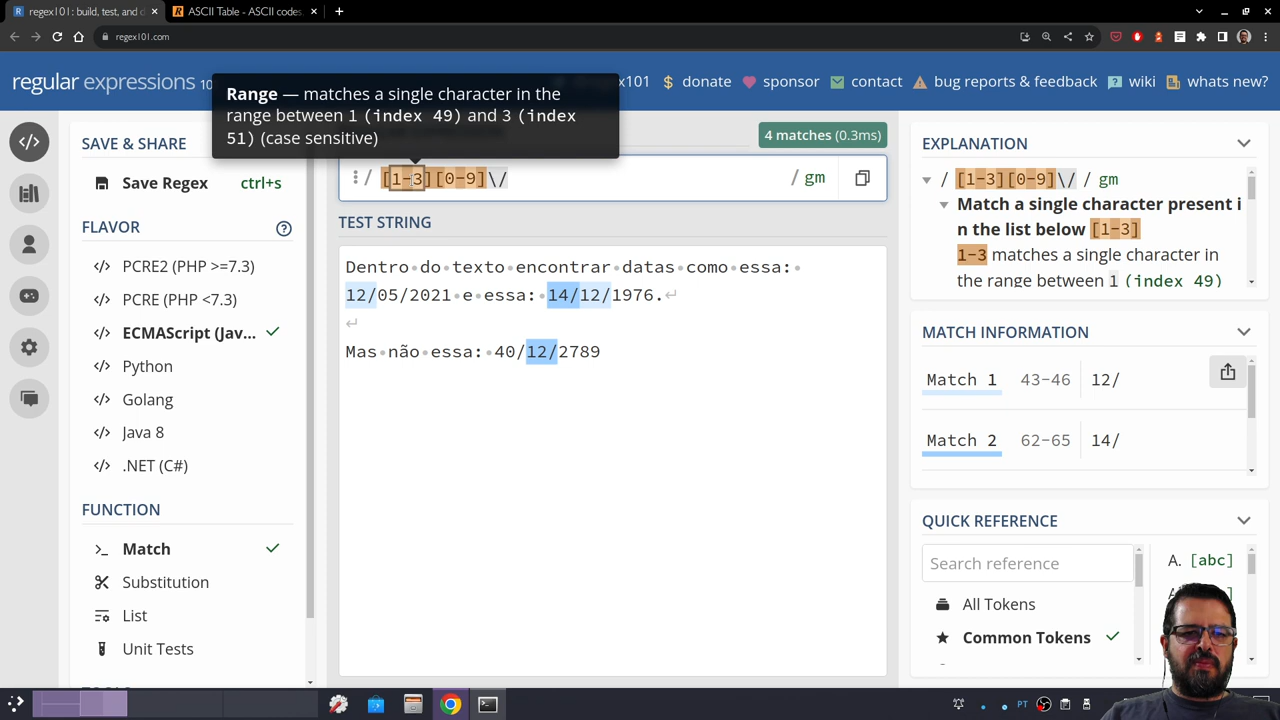 regex101: build, test, and d
ASCII Table - ASCII codes,
regex101.com
regular expressions 10
donate
sponsor
contact
bug reports & feedback
wiki
whats new?
Range — matches a single character in the
range between 1 (index 49) and 3 (index
51) (case sensitive)
4 matches (0.3ms)
/ [1-3][0-9]\/
/ gm
SAVE & SHARE
Save Regex
ctrl+s
FLAVOR
PCRE2 (PHP >=7.3)
PCRE (PHP <7.3)
ECMAScript (Jav...
Python
Golang
Java 8
.NET (C#)
FUNCTION
Match
Substitution
List
Unit Tests
TEST STRING
Dentro·do·texto·encontrar·datas·como·essa:·
12/05/2021·e·essa:·14/12/1976.↵
↵
Mas·não·essa:·40/12/2789
EXPLANATION
/ [1-3][0-9]\/ / gm
Match a single character present i
n the list below [1-3]
1-3 matches a single character in
the range between 1 (index 49)
MATCH INFORMATION
Match 1 43-46 12/
Match 2 62-65 14/
QUICK REFERENCE
Search reference
All Tokens
Common Tokens
A. [abc]
PT